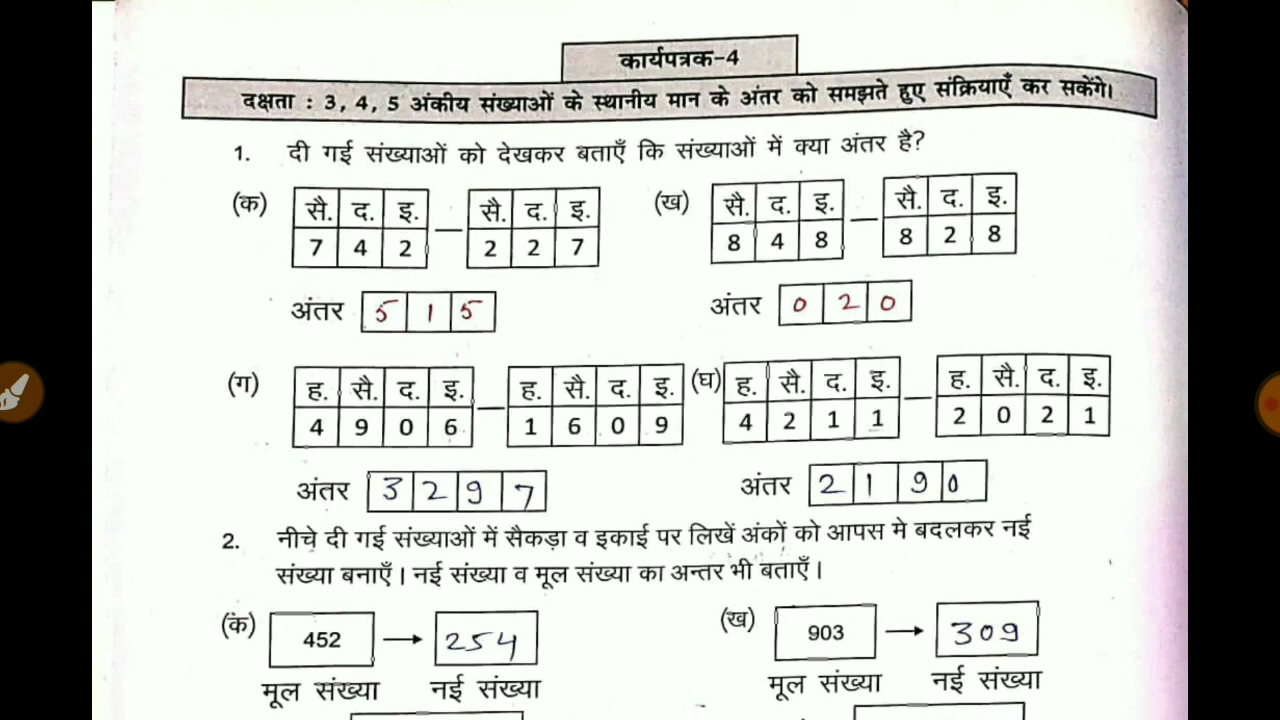 कार्यपत्रक-4
दक्षता : 3, 4, 5 अंकीय संख्याओं के स्थानीय मान के अंतर को समझते हुए संक्रियाएँ कर सकेंगे।
1. दी गई संख्याओं को देखकर बताएँ कि संख्याओं में क्या अंतर है?
(क) सै. द. इ. — सै. द. इ. (ख) सै. द. इ. — सै. द. इ.
7 4 2 2 2 7 8 4 8 8 2 8
अंतर 5 1 5 अंतर 0 2 0
(ग) ह. सै. द. इ. — ह. सै. द. इ. (घ) ह. सै. द. इ. — ह. सै. द. इ.
4 9 0 6 1 6 0 9 4 2 1 1 2 0 2 1
अंतर 3 2 9 7 अंतर 2 1 9 0
2. नीचे दी गई संख्याओं में सैकड़ा व इकाई पर लिखें अंकों को आपस मे बदलकर नई
संख्या बनाएँ। नई संख्या व मूल संख्या का अन्तर भी बताएँ।
(क) 452 → 254 (ख) 903 → 309
मूल संख्या नई संख्या मूल संख्या नई संख्या